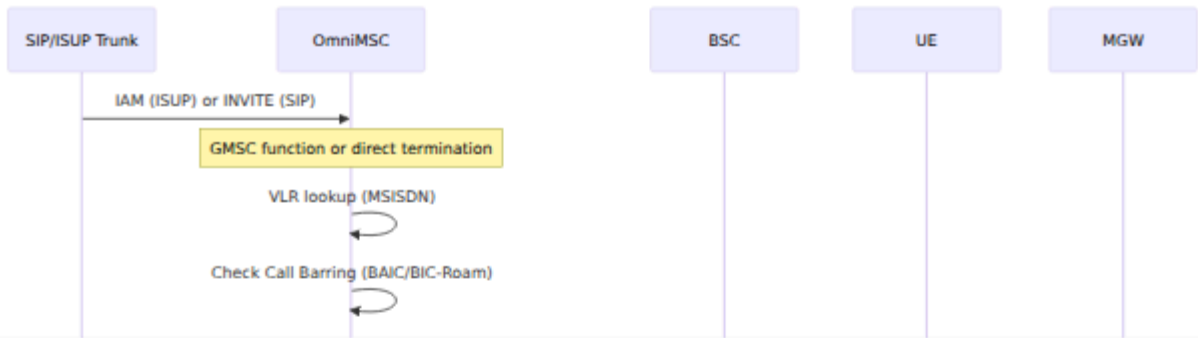 SIP/ISUP Trunk
OmniMSC
BSC
UE
MGW
IAM (ISUP) or INVITE (SIP)
GMSC function or direct termination
VLR lookup (MSISDN)
Check Call Barring (BAIC/BIC-Roam)